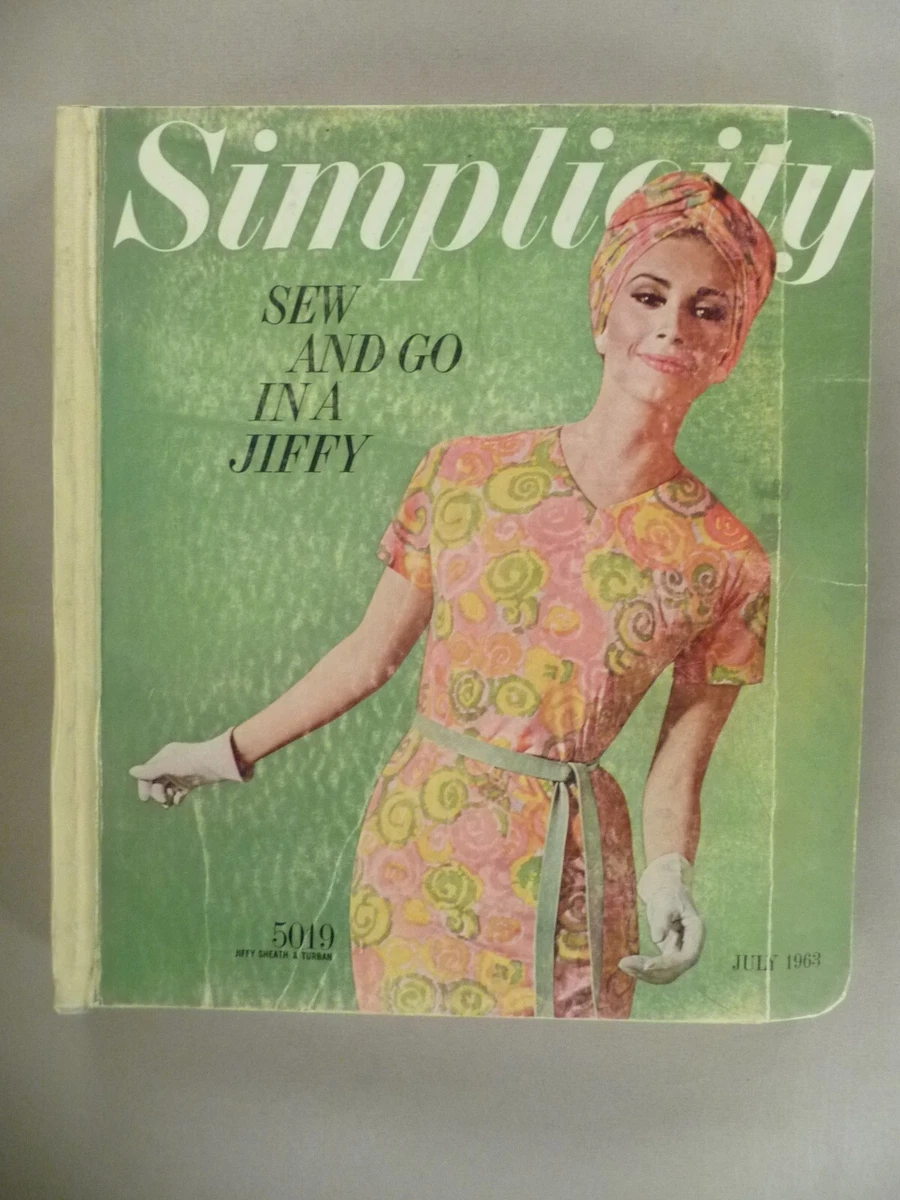 Simplicity
SEW
AND GO
IN A
JIFFY
5019
JIFFY SHEATH & TURBAN
JULY 1963